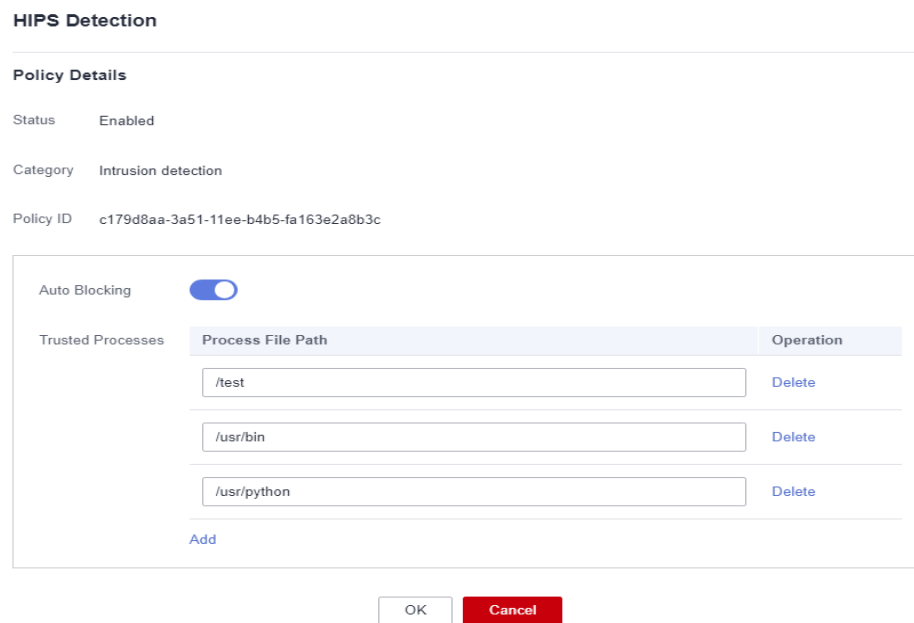 HIPS Detection
Policy Details
Status Enabled
Category Intrusion detection
Policy ID c179d8aa-3a51-11ee-b4b5-fa163e2a8b3c
Auto Blocking
Trusted Processes Process File Path Operation
/test Delete
/usr/bin Delete
/usr/python Delete
Add
OK Cancel